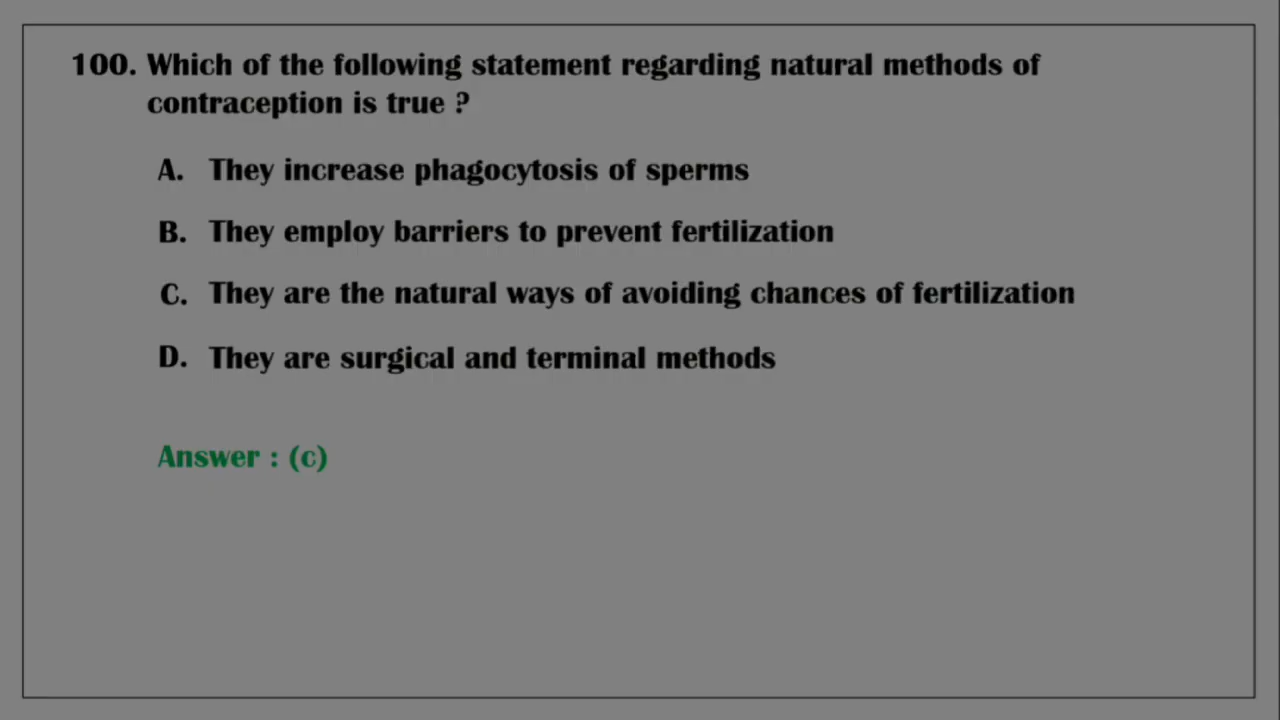 100. Which of the following statement regarding natural methods of
contraception is true ?
A. They increase phagocytosis of sperms
B. They employ barriers to prevent fertilization
C. They are the natural ways of avoiding chances of fertilization
D. They are surgical and terminal methods
Answer : (c)